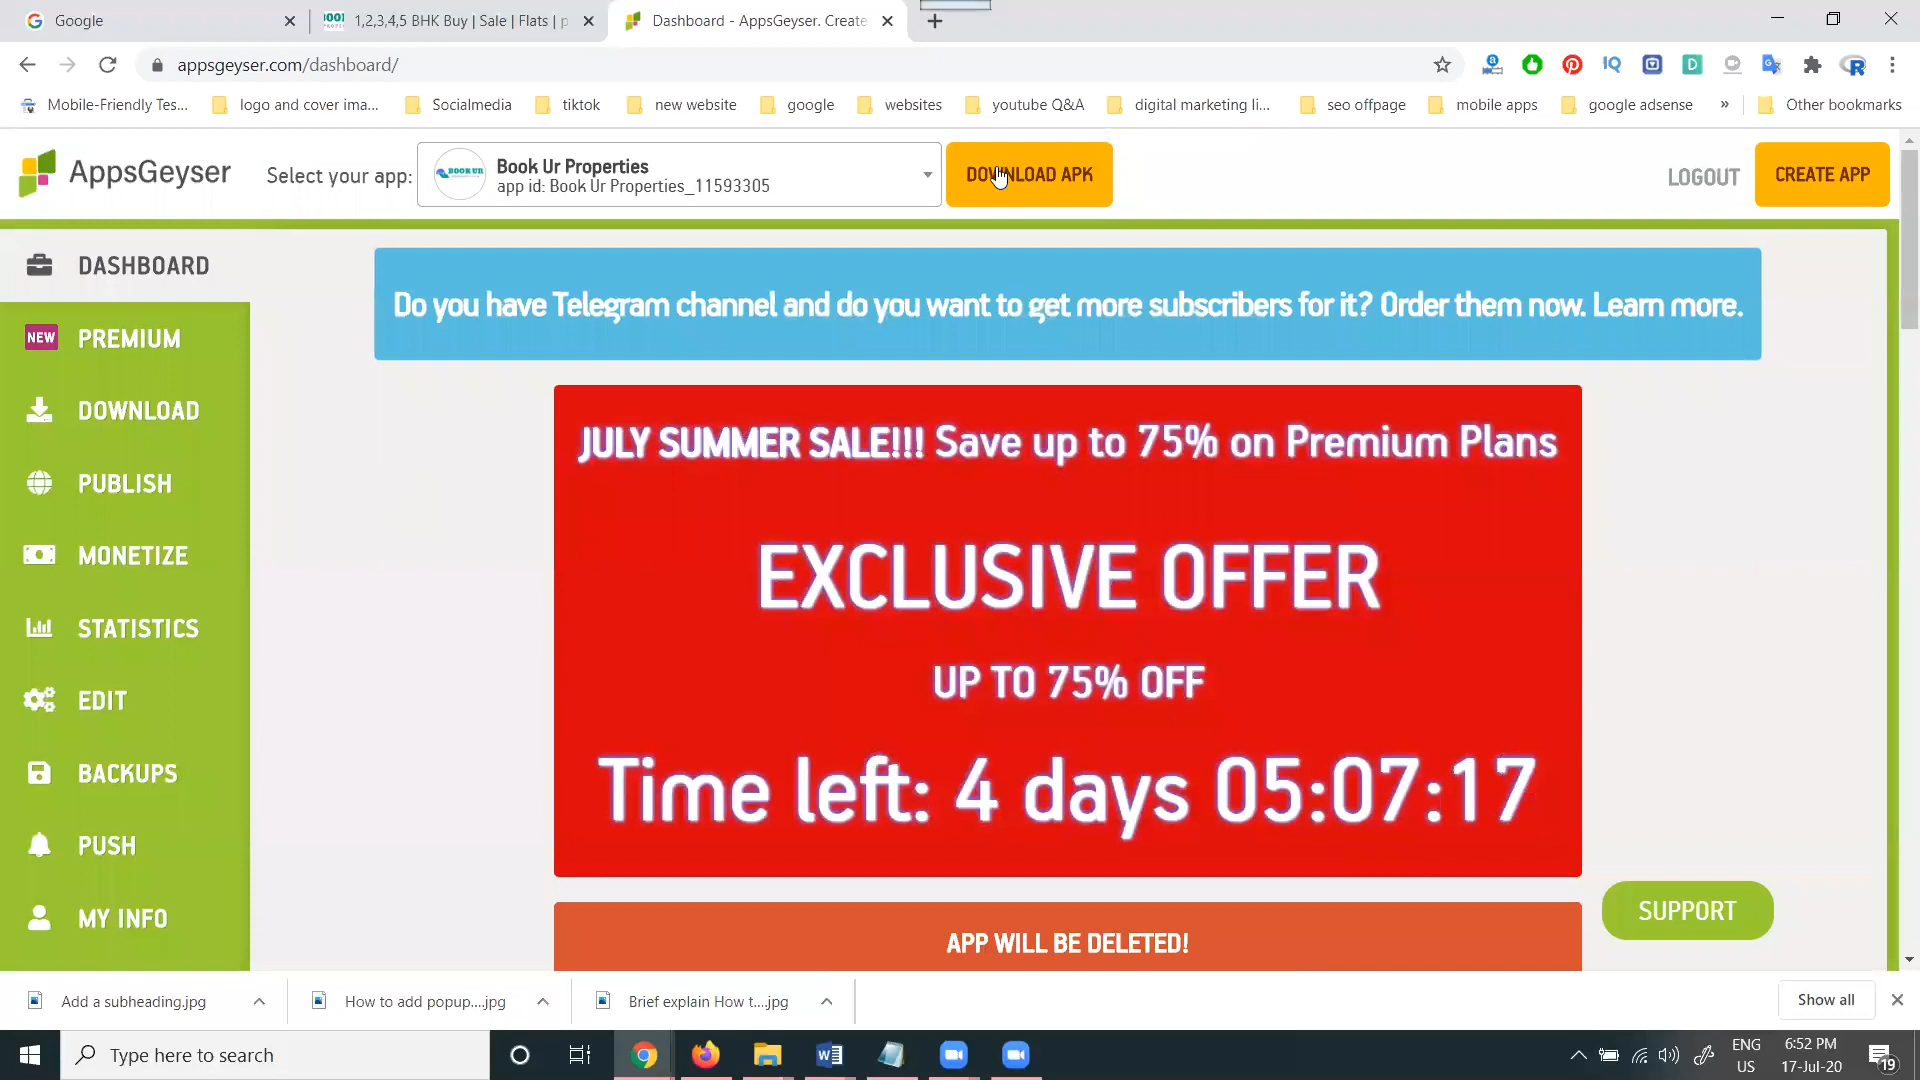 Google
1,2,3,4,5 BHK Buy | Sale | Flats | p
Dashboard - AppsGeyser. Create
appsgeyser.com/dashboard/
Mobile-Friendly Tes...
logo and cover ima...
Socialmedia
tiktok
new website
google
websites
youtube Q&A
digital marketing li...
seo offpage
mobile apps
google adsense
»
Other bookmarks
AppsGeyser
Select your app:
BOOK UR
Book Ur Properties
app id: Book Ur Properties_11593305
DOWNLOAD APK
LOGOUT
CREATE APP
DASHBOARD
NEW
PREMIUM
DOWNLOAD
PUBLISH
MONETIZE
STATISTICS
EDIT
BACKUPS
PUSH
MY INFO
Do you have Telegram channel and do you want to get more subscribers for it? Order them now. Learn more.
JULY SUMMER SALE!!! Save up to 75% on Premium Plans
EXCLUSIVE OFFER
UP TO 75% OFF
Time left: 4 days 05:07:17
APP WILL BE DELETED!
SUPPORT
Add a subheading.jpg
How to add popup....jpg
Brief explain How t....jpg
Show all
Type here to search
ENG
US
6:52 PM
17-Jul-20
19